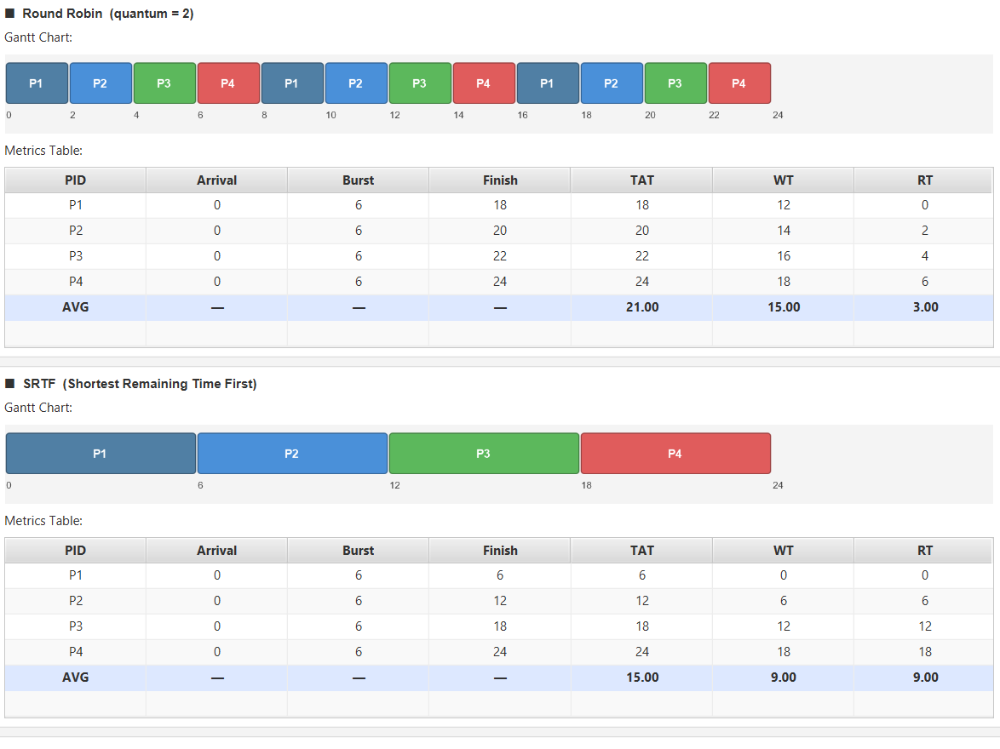 ■ Round Robin (quantum = 2)
Gantt Chart:
P1 P2 P3 P4 P1 P2 P3 P4 P1 P2 P3 P4
0 2 4 6 8 10 12 14 16 18 20 22 24
Metrics Table:
PID Arrival Burst Finish TAT WT RT
P1 0 6 18 18 12 0
P2 0 6 20 20 14 2
P3 0 6 22 22 16 4
P4 0 6 24 24 18 6
AVG — — — 21.00 15.00 3.00
■ SRTF (Shortest Remaining Time First)
Gantt Chart:
P1 P2 P3 P4
0 6 12 18 24
Metrics Table:
PID Arrival Burst Finish TAT WT RT
P1 0 6 6 6 0 0
P2 0 6 12 12 6 6
P3 0 6 18 18 12 12
P4 0 6 24 24 18 18
AVG — — — 15.00 9.00 9.00